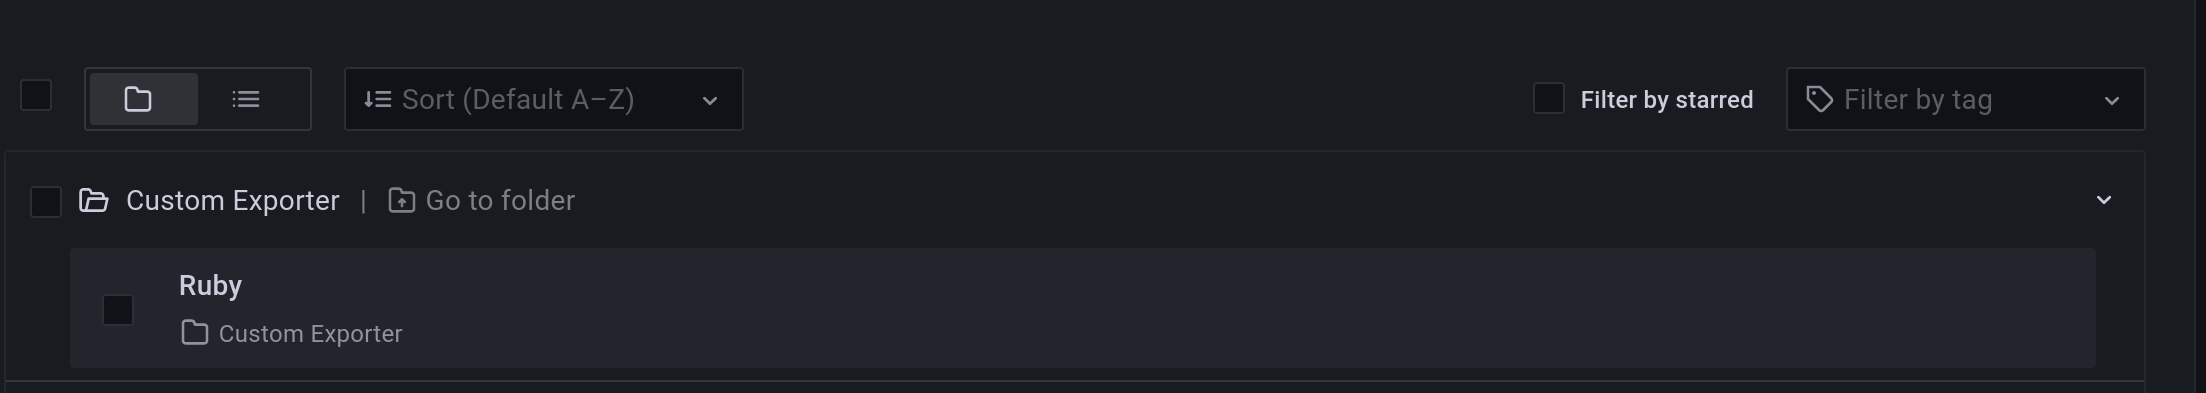 Sort (Default A–Z)
Filter by starred
Filter by tag
Custom Exporter | Go to folder
Ruby
Custom Exporter